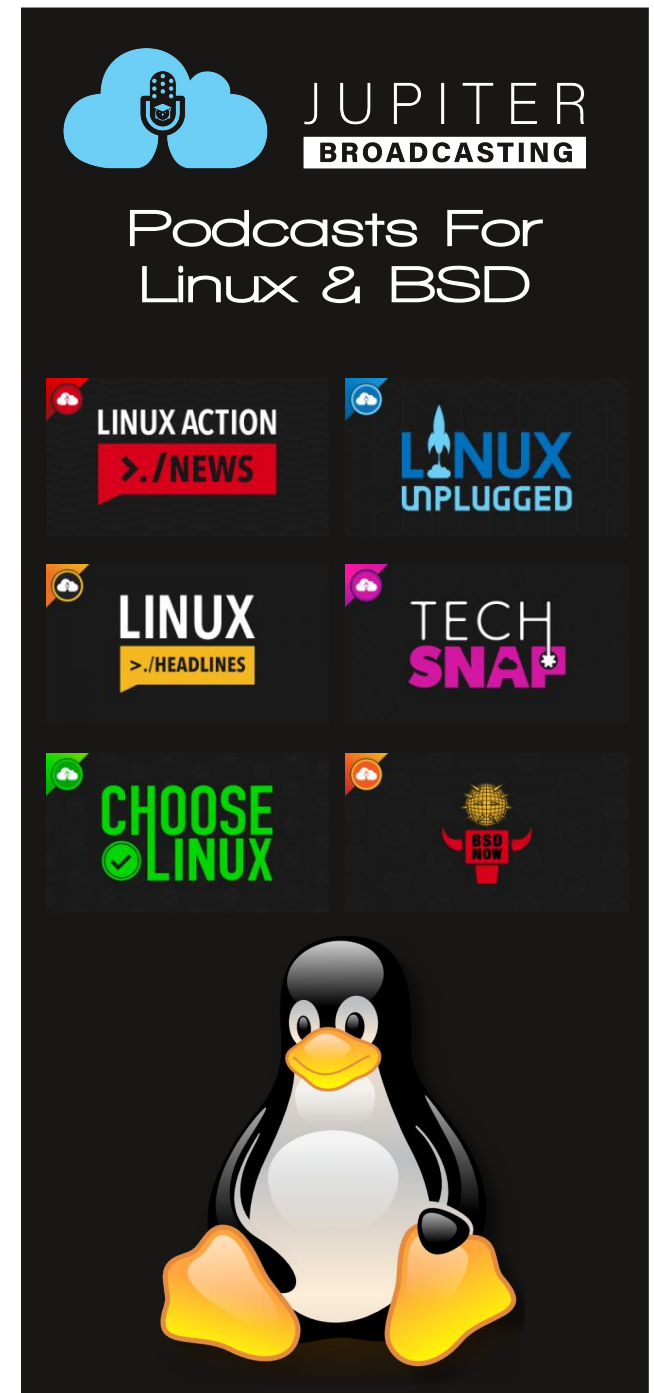 JUPITER
BROADCASTING
Podcasts For
Linux & BSD
LINUX ACTION
>./NEWS
LINUX
UNPLUGGED
LINUX
>./HEADLINES
TECH
SNAP
CHOOSE
LINUX
BSD
NOW